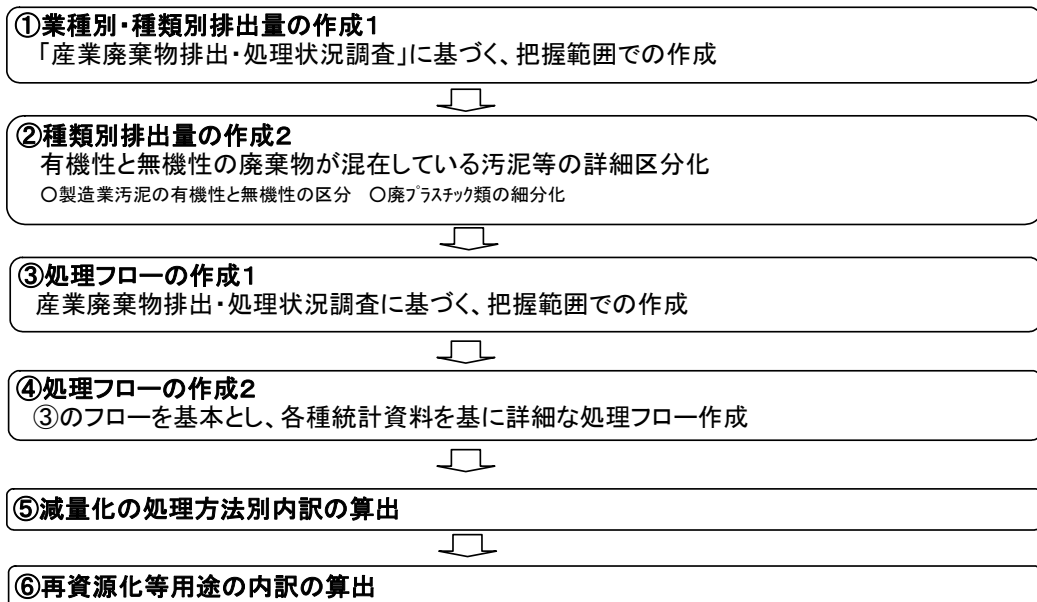 ①業種別・種類別排出量の作成1
「産業廃棄物排出・処理状況調査」に基づく、把握範囲での作成
②種類別排出量の作成2
有機性と無機性の廃棄物が混在している汚泥等の詳細区分化
○製造業汚泥の有機性と無機性の区分　○廃ﾌﾟﾗｽﾁｯｸ類の細分化
③処理フローの作成1
産業廃棄物排出・処理状況調査に基づく、把握範囲での作成
④処理フローの作成2
③のフローを基本とし、各種統計資料を基に詳細な処理フロー作成
⑤減量化の処理方法別内訳の算出
⑥再資源化等用途の内訳の算出